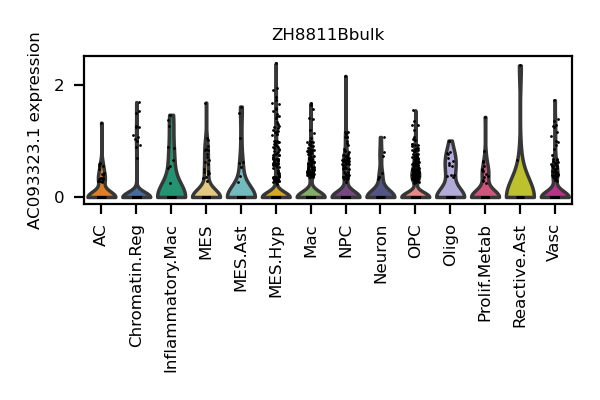 ZH8811Bbulk
AC093323.1 expression
2
0
AC
Chromatin.Reg
Inflammatory.Mac
MES
MES.Ast
MES.Hyp
Mac
NPC
Neuron
OPC
Oligo
Prolif.Metab
Reactive.Ast
Vasc